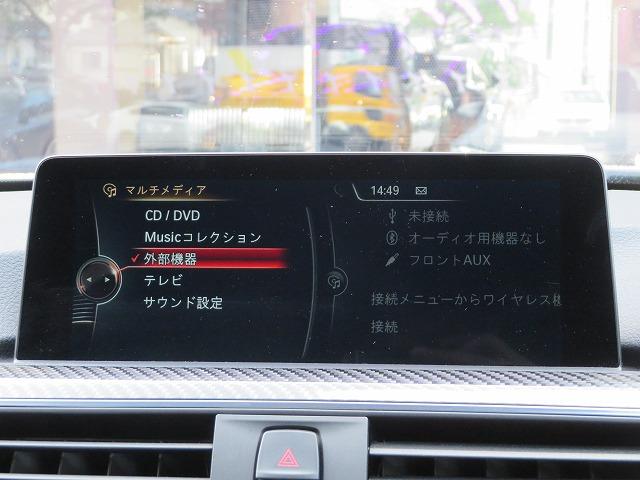 マルチメディア
CD / DVD
Musicコレクション
外部機器
テレビ
サウンド設定
14:49
未接続
オーディオ用機器なし
フロントAUX
接続メニューからワイヤレス機
接続